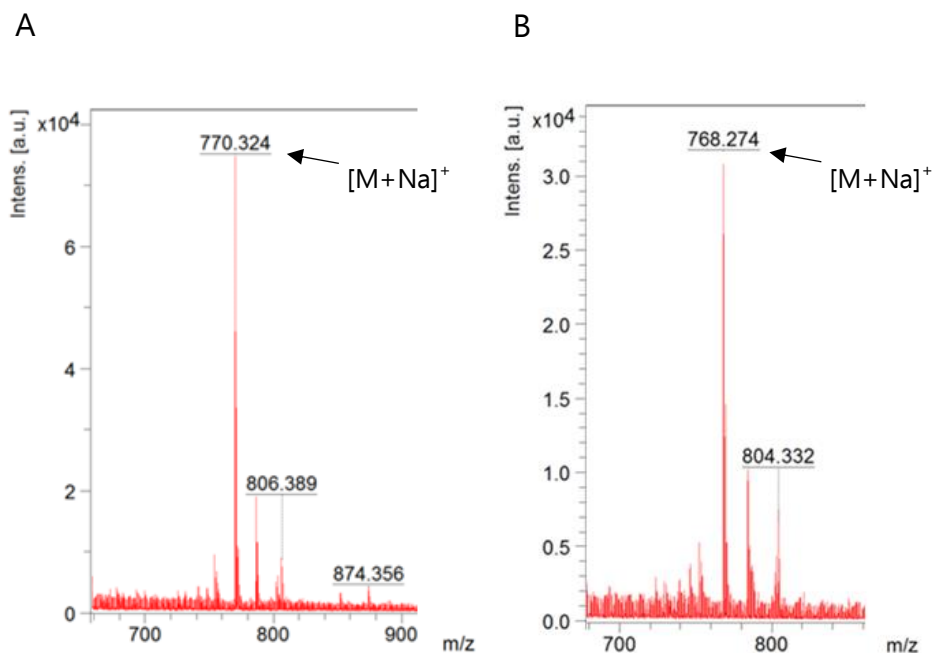 A
B
Intens. [a.u.]
x10⁴
770.324
[M+Na]⁺
6
4
806.389
2
874.356
0
700
800
900
m/z
Intens. [a.u.]
x10⁴
768.274
[M+Na]⁺
3.0
2.5
2.0
1.5
1.0
804.332
0.5
0.0
700
800
m/z